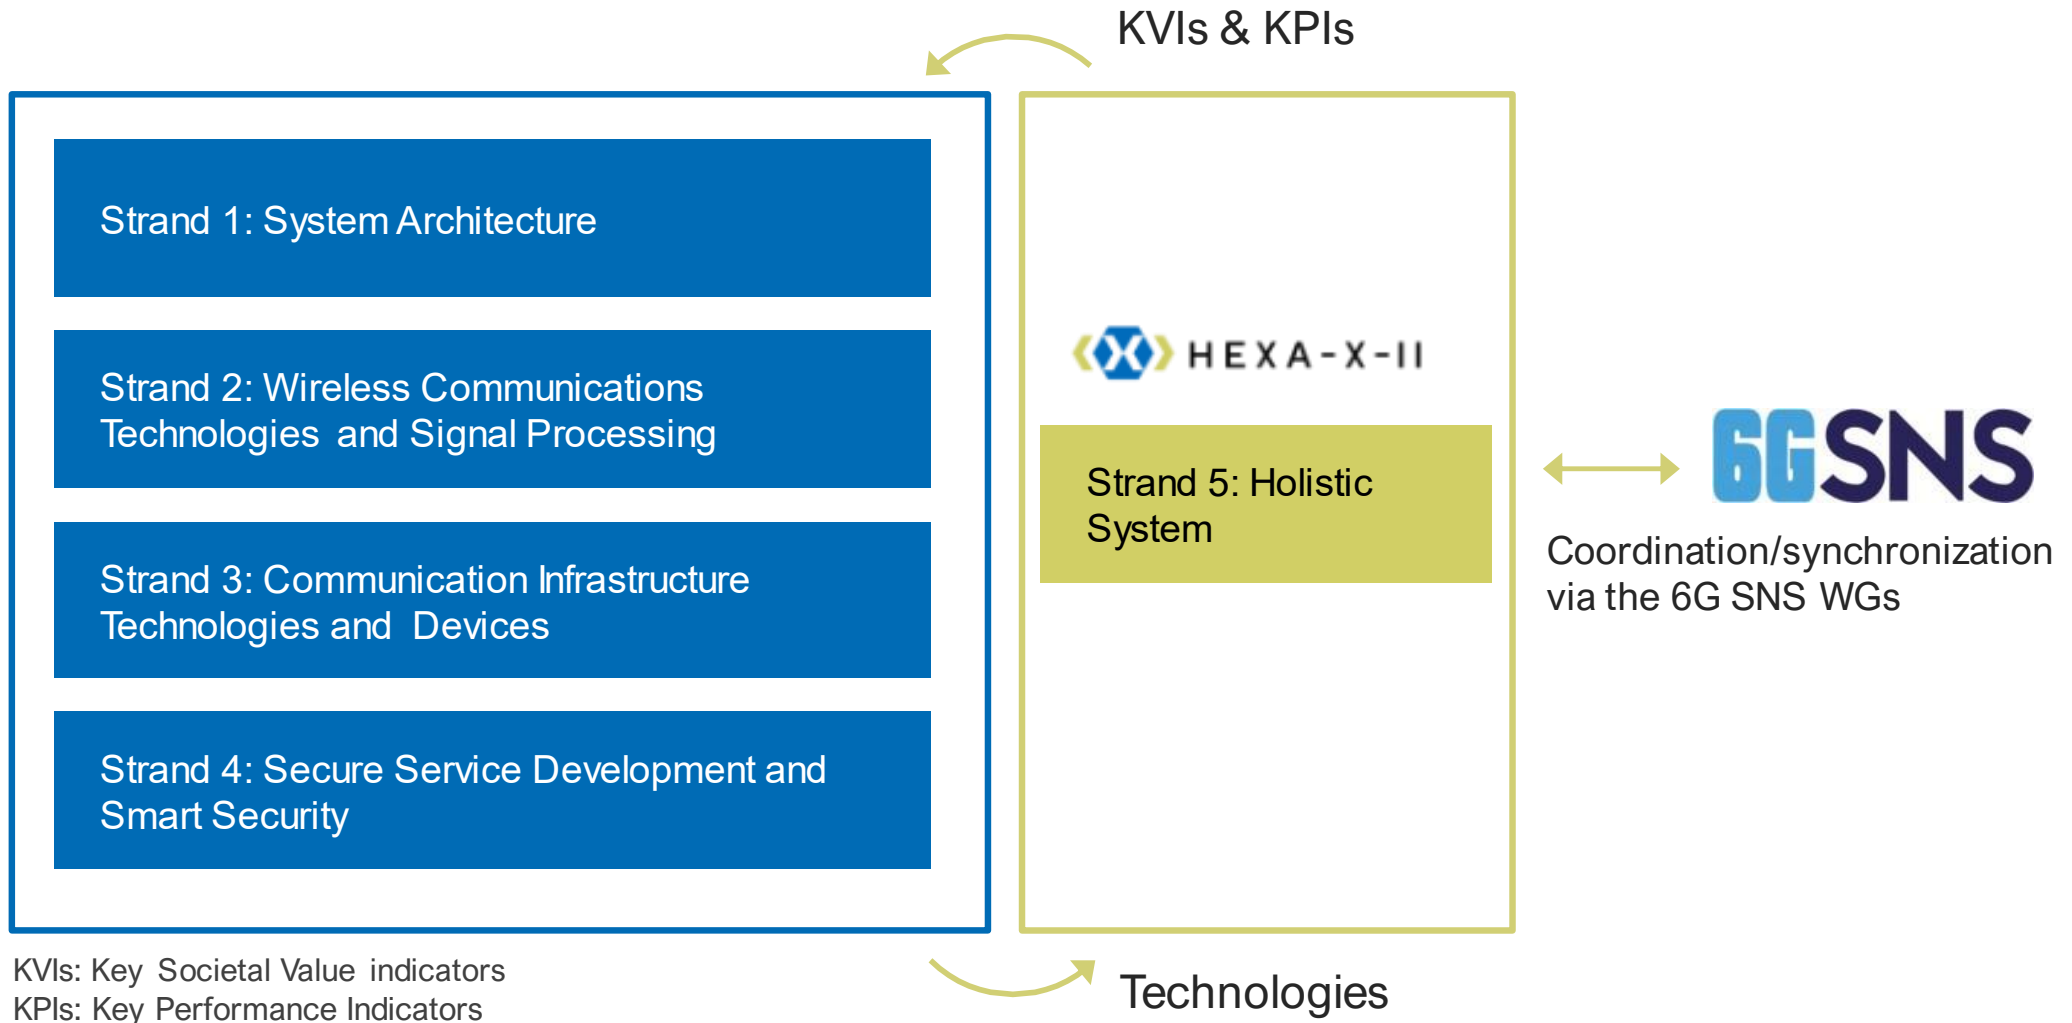 KVIs & KPIs
Strand 1: System Architecture
Strand 2: Wireless Communications
Technologies and Signal Processing
Strand 3: Communication Infrastructure
Technologies and Devices
Strand 4: Secure Service Development and
Smart Security
HEXA-X-II
Strand 5: Holistic
System
6GSNS
Coordination/synchronization
via the 6G SNS WGs
KVIs: Key Societal Value indicators
KPIs: Key Performance Indicators
Technologies